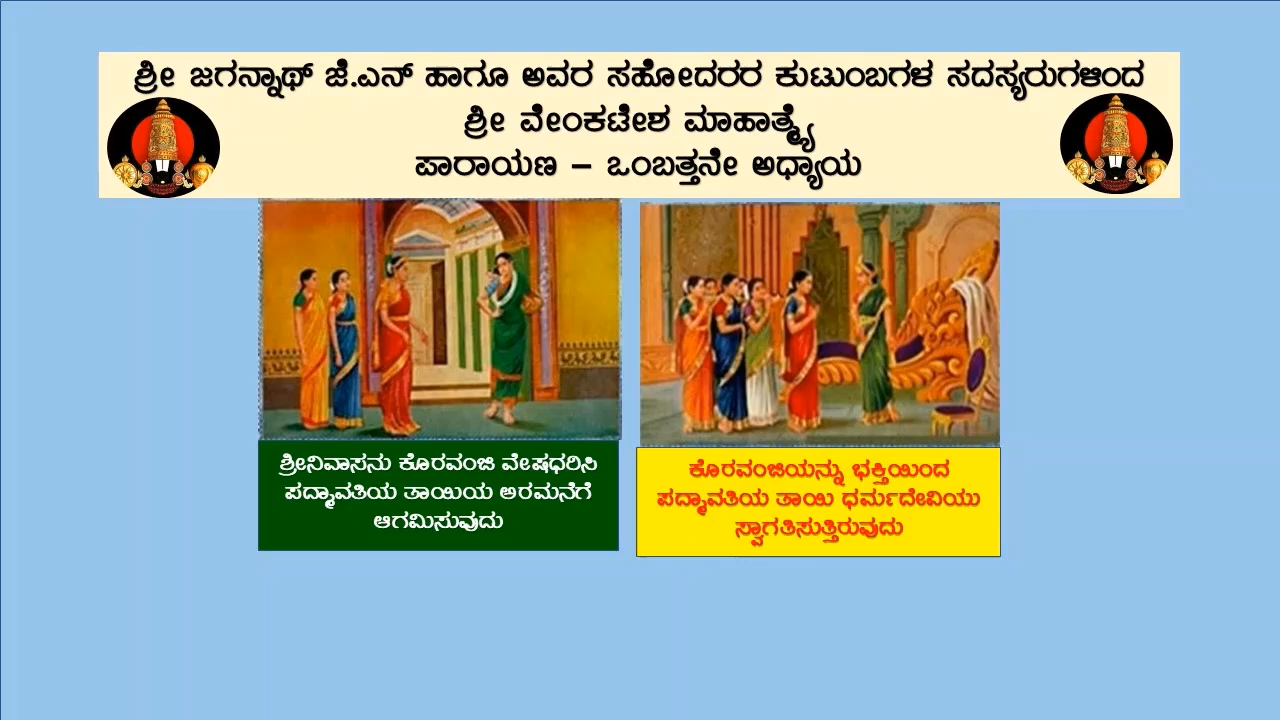 ಶ್ರೀ ಜಗನ್ನಾಥ್ ಜೆ.ಎನ್ ಹಾಗೂ ಅವರ ಸಹೋದರರ ಕುಟುಂಬಗಳ ಸದಸ್ಯರುಗಳಿಂದ
ಶ್ರೀ ವೇಂಕಟೇಶ ಮಾಹಾತ್ಮ್ಯೆ
ಪಾರಾಯಣ – ಒಂಬತ್ತನೇ ಅಧ್ಯಾಯ
ಶ್ರೀನಿವಾಸನು ಕೊರವಂಜಿ ವೇಷಧರಿಸಿ
ಪದ್ಮಾವತಿಯ ತಾಯಿಯ ಅರಮನೆಗೆ
ಆಗಮಿಸುವುದು
ಕೊರವಂಜಿಯನ್ನು ಭಕ್ತಿಯಿಂದ
ಪದ್ಮಾವತಿಯ ತಾಯಿ ಧರ್ಮದೇವಿಯು
ಸ್ವಾಗತಿಸುತ್ತಿರುವುದು